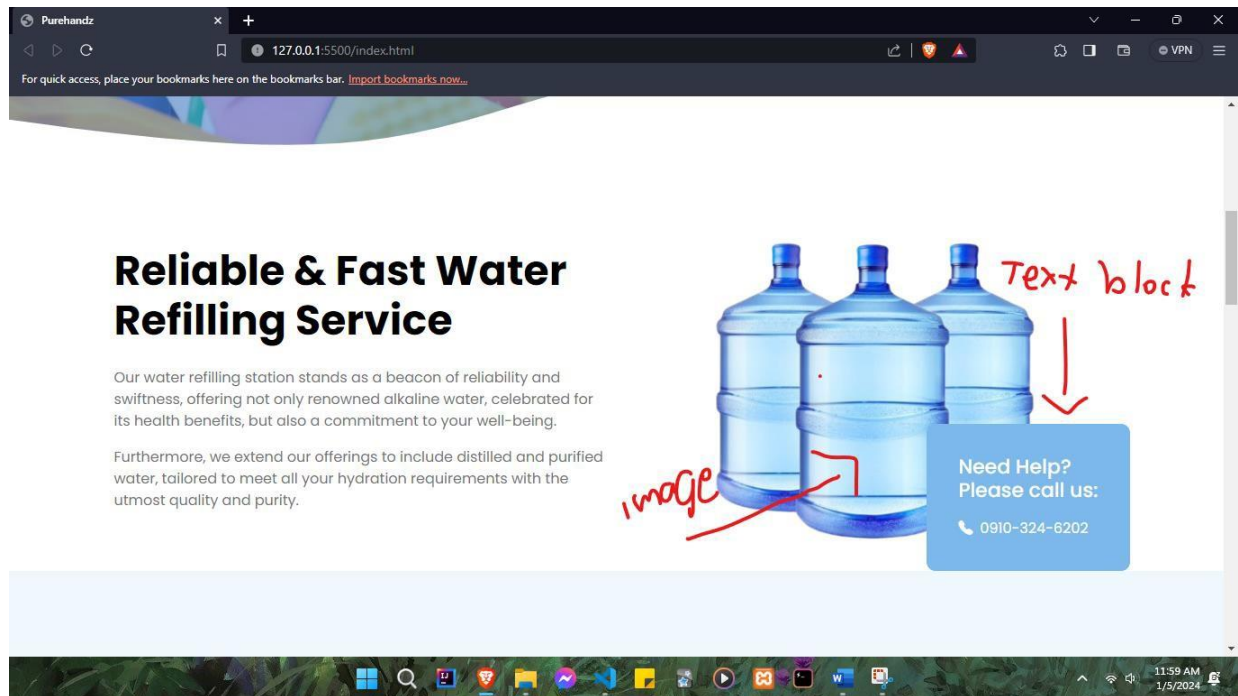 Purehandz
127.0.0.1:5500/index.html
VPN
For quick access, place your bookmarks here on the bookmarks bar. Import bookmarks now...
Reliable & Fast Water
Refilling Service
Our water refilling station stands as a beacon of reliability and
swiftness, offering not only renowned alkaline water, celebrated for
its health benefits, but also a commitment to your well-being.
Furthermore, we extend our offerings to include distilled and purified
water, tailored to meet all your hydration requirements with the
utmost quality and purity.
Text block
image
Need Help?
Please call us:
0910-324-6202
11:59 AM
1/5/2024